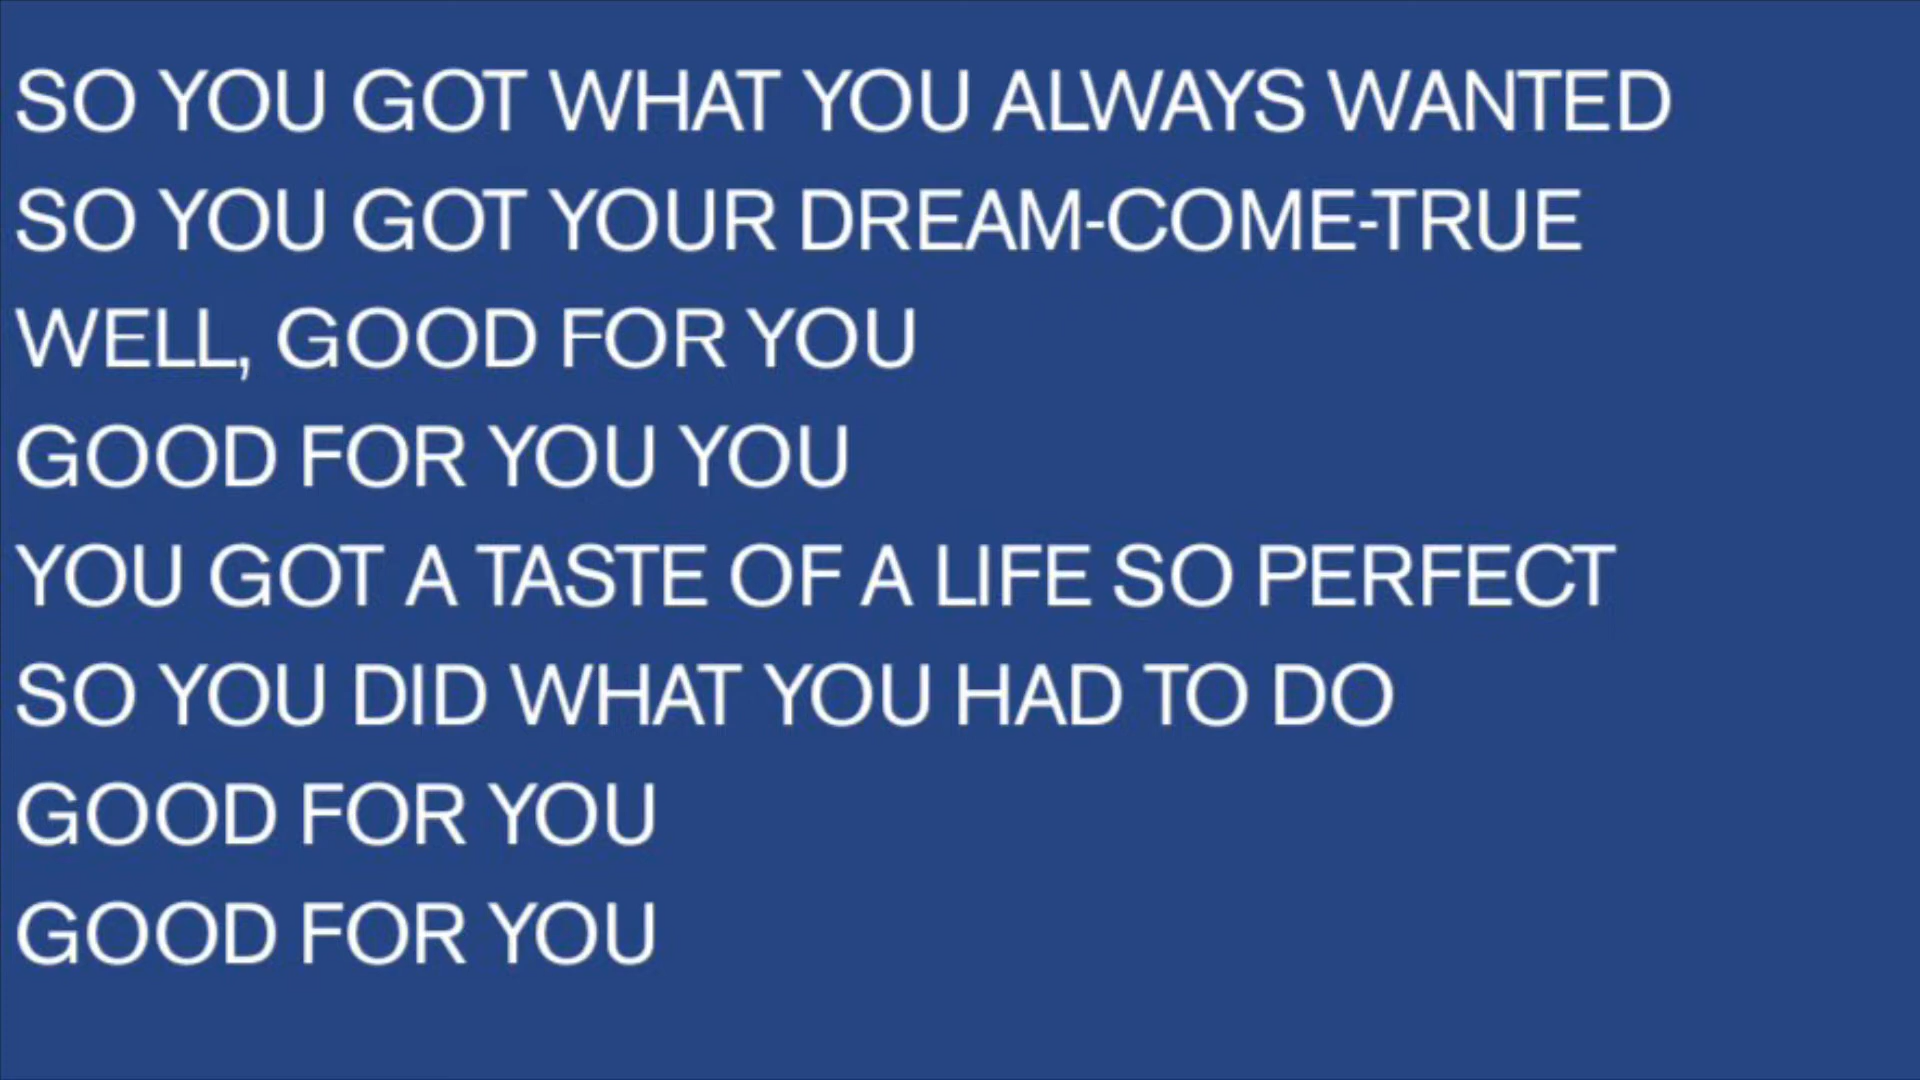 SO YOU GOT WHAT YOU ALWAYS WANTED
SO YOU GOT YOUR DREAM-COME-TRUE
WELL, GOOD FOR YOU
GOOD FOR YOU YOU
YOU GOT A TASTE OF A LIFE SO PERFECT
SO YOU DID WHAT YOU HAD TO DO
GOOD FOR YOU
GOOD FOR YOU